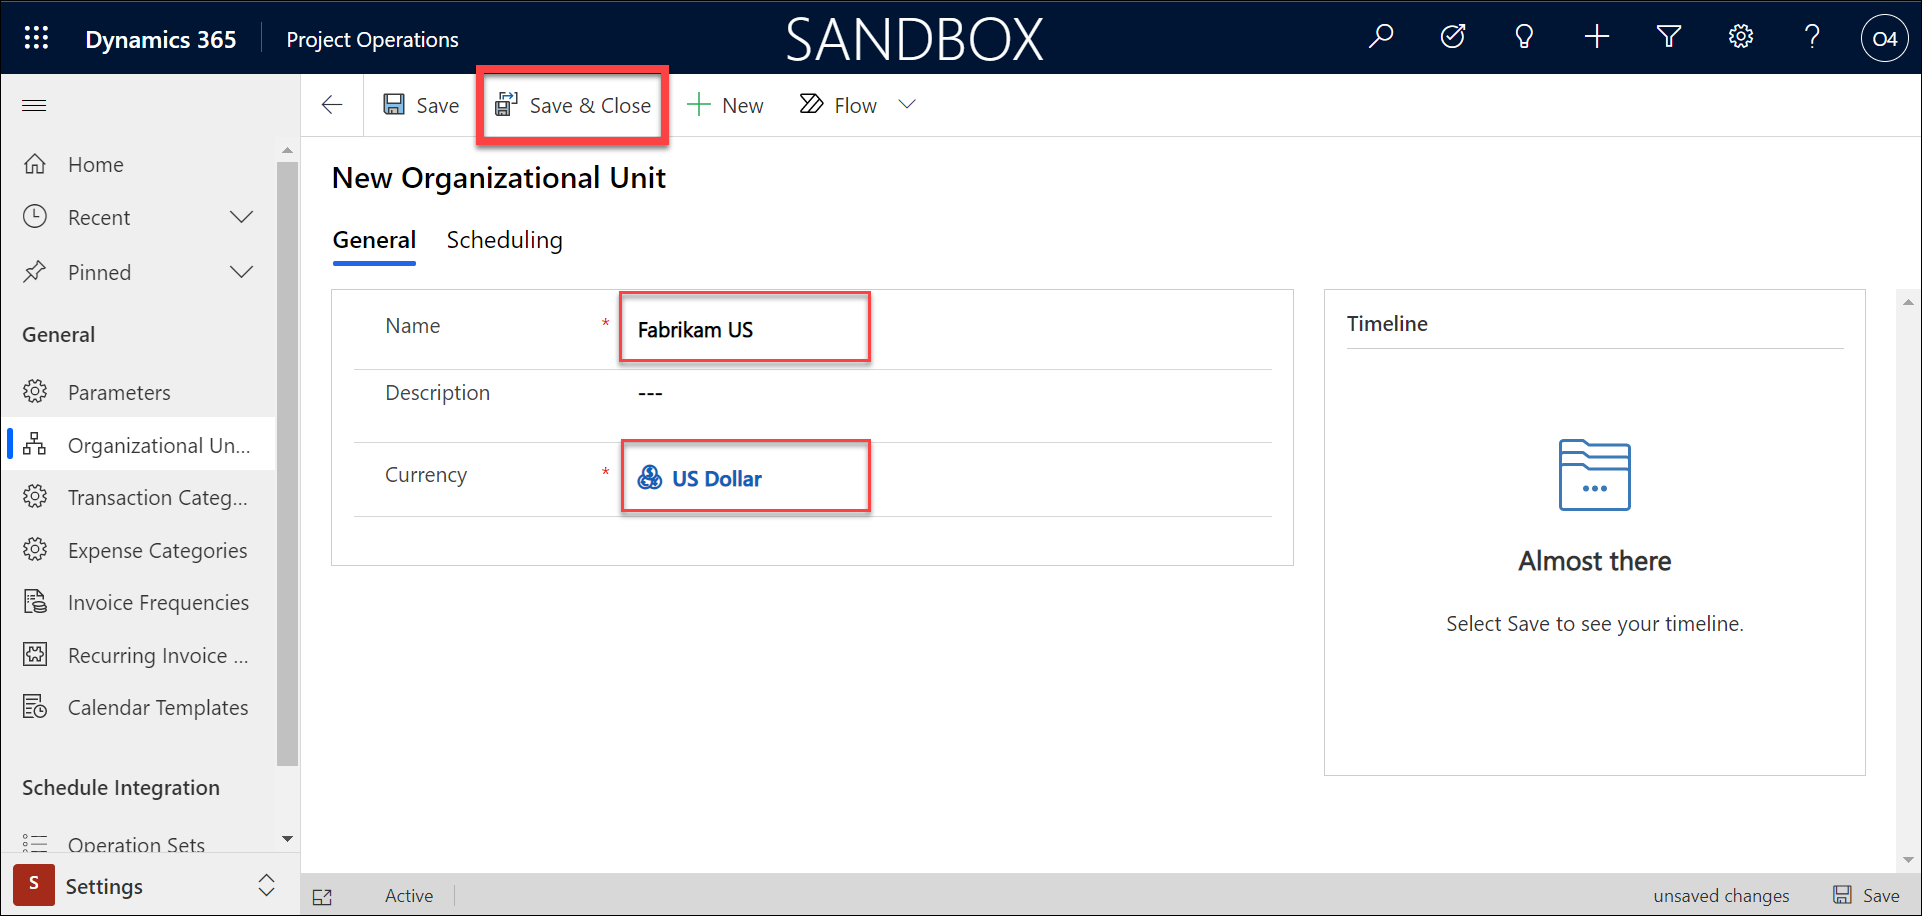 Dynamics 365
Project Operations
SANDBOX
O4
Save
Save & Close
New
Flow
Home
Recent
Pinned
General
Parameters
Organizational Un...
Transaction Categ...
Expense Categories
Invoice Frequencies
Recurring Invoice ...
Calendar Templates
Schedule Integration
Operation Sets
S
Settings
New Organizational Unit
General
Scheduling
Name * Fabrikam US
Description ---
Currency * US Dollar
Timeline
Almost there
Select Save to see your timeline.
Active
unsaved changes
Save